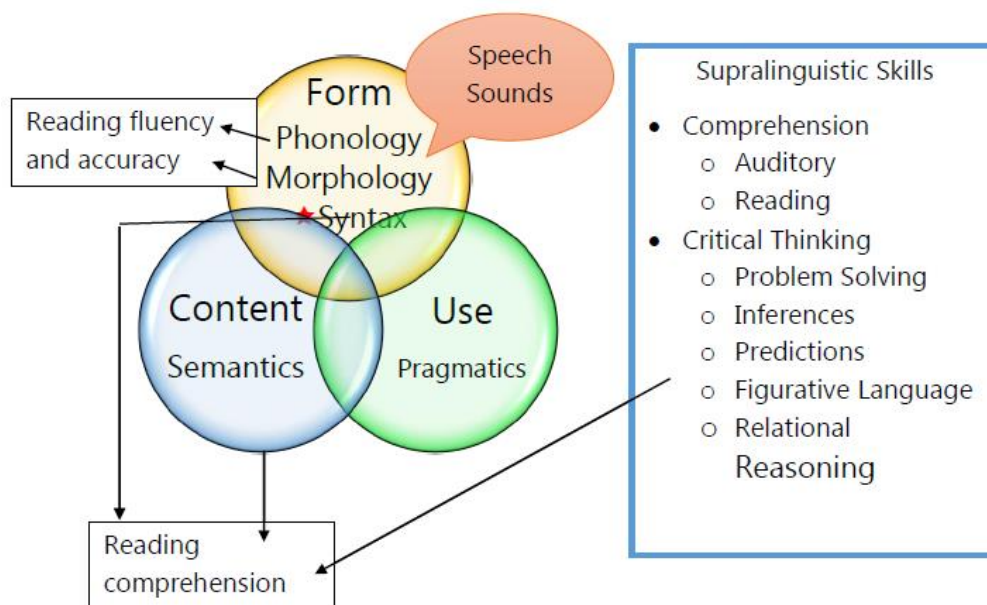 Speech
Sounds
Form
Phonology
Morphology
Syntax
Reading fluency
and accuracy
Content
Semantics
Use
Pragmatics
Reading
comprehension
Supralinguistic Skills
• Comprehension
o Auditory
o Reading
• Critical Thinking
o Problem Solving
o Inferences
o Predictions
o Figurative Language
o Relational
Reasoning